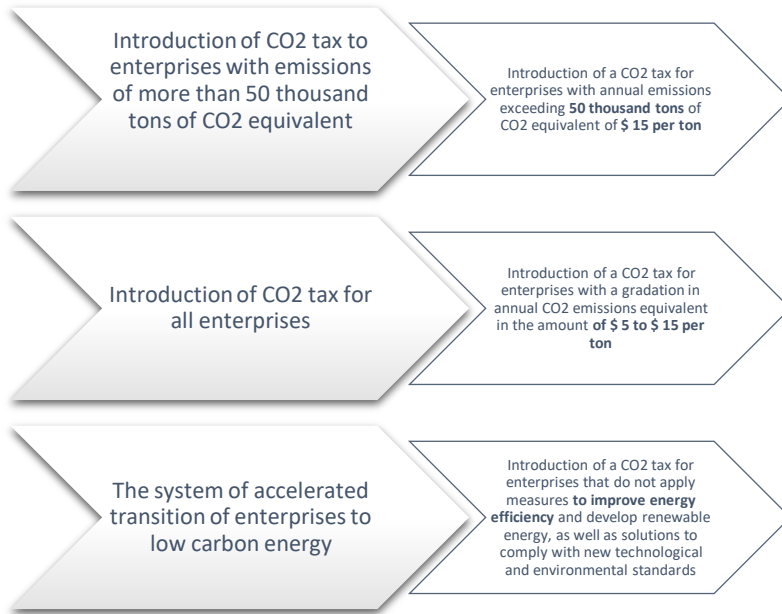 Introduction of CO2 tax to
enterprises with emissions
of more than 50 thousand
tons of CO2 equivalent
Introduction of a CO2 tax for
enterprises with annual emissions
exceeding 50 thousand tons of
CO2 equivalent of $ 15 per ton
Introduction of CO2 tax for
all enterprises
Introduction of a CO2 tax for
enterprises with a gradation in
annual CO2 emissions equivalent
in the amount of $ 5 to $ 15 per
ton
The system of accelerated
transition of enterprises to
low carbon energy
Introduction of a CO2 tax for
enterprises that do not apply
measures to improve energy
efficiency and develop renewable
energy, as well as solutions to
comply with new technological
and environmental standards